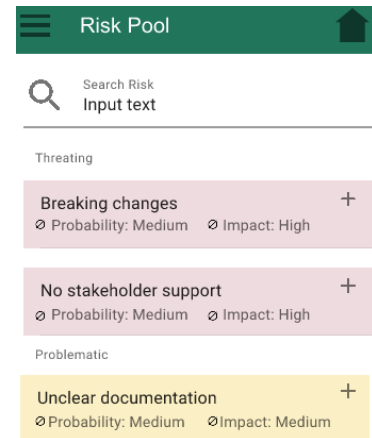 Risk Pool
Search Risk
Input text
Threating
Breaking changes
Ø Probability: Medium Ø Impact: High
No stakeholder support
Ø Probability: Medium Ø Impact: High
Problematic
Unclear documentation
Ø Probability: Medium Ø Impact: Medium